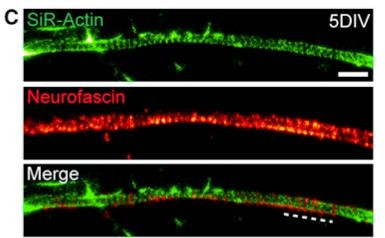 C
SiR-Actin 5DIV
Neurofascin
Merge